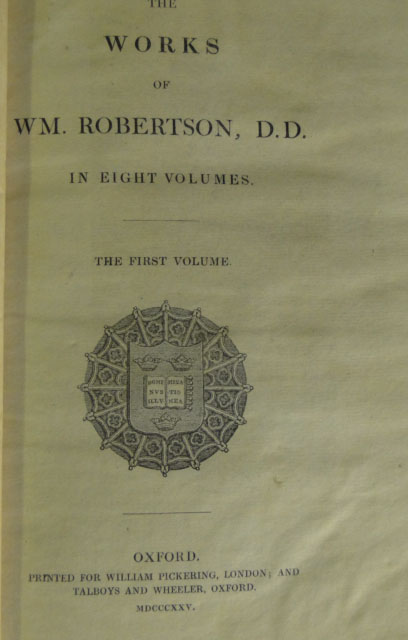 THE
WORKS
OF
WM. ROBERTSON, D.D.
IN EIGHT VOLUMES.
THE FIRST VOLUME.
DOMI MINA
NVS TIO
ILLV MEA
OXFORD,
PRINTED FOR WILLIAM PICKERING, LONDON; AND
TALBOYS AND WHEELER, OXFORD.
MDCCCXXV.